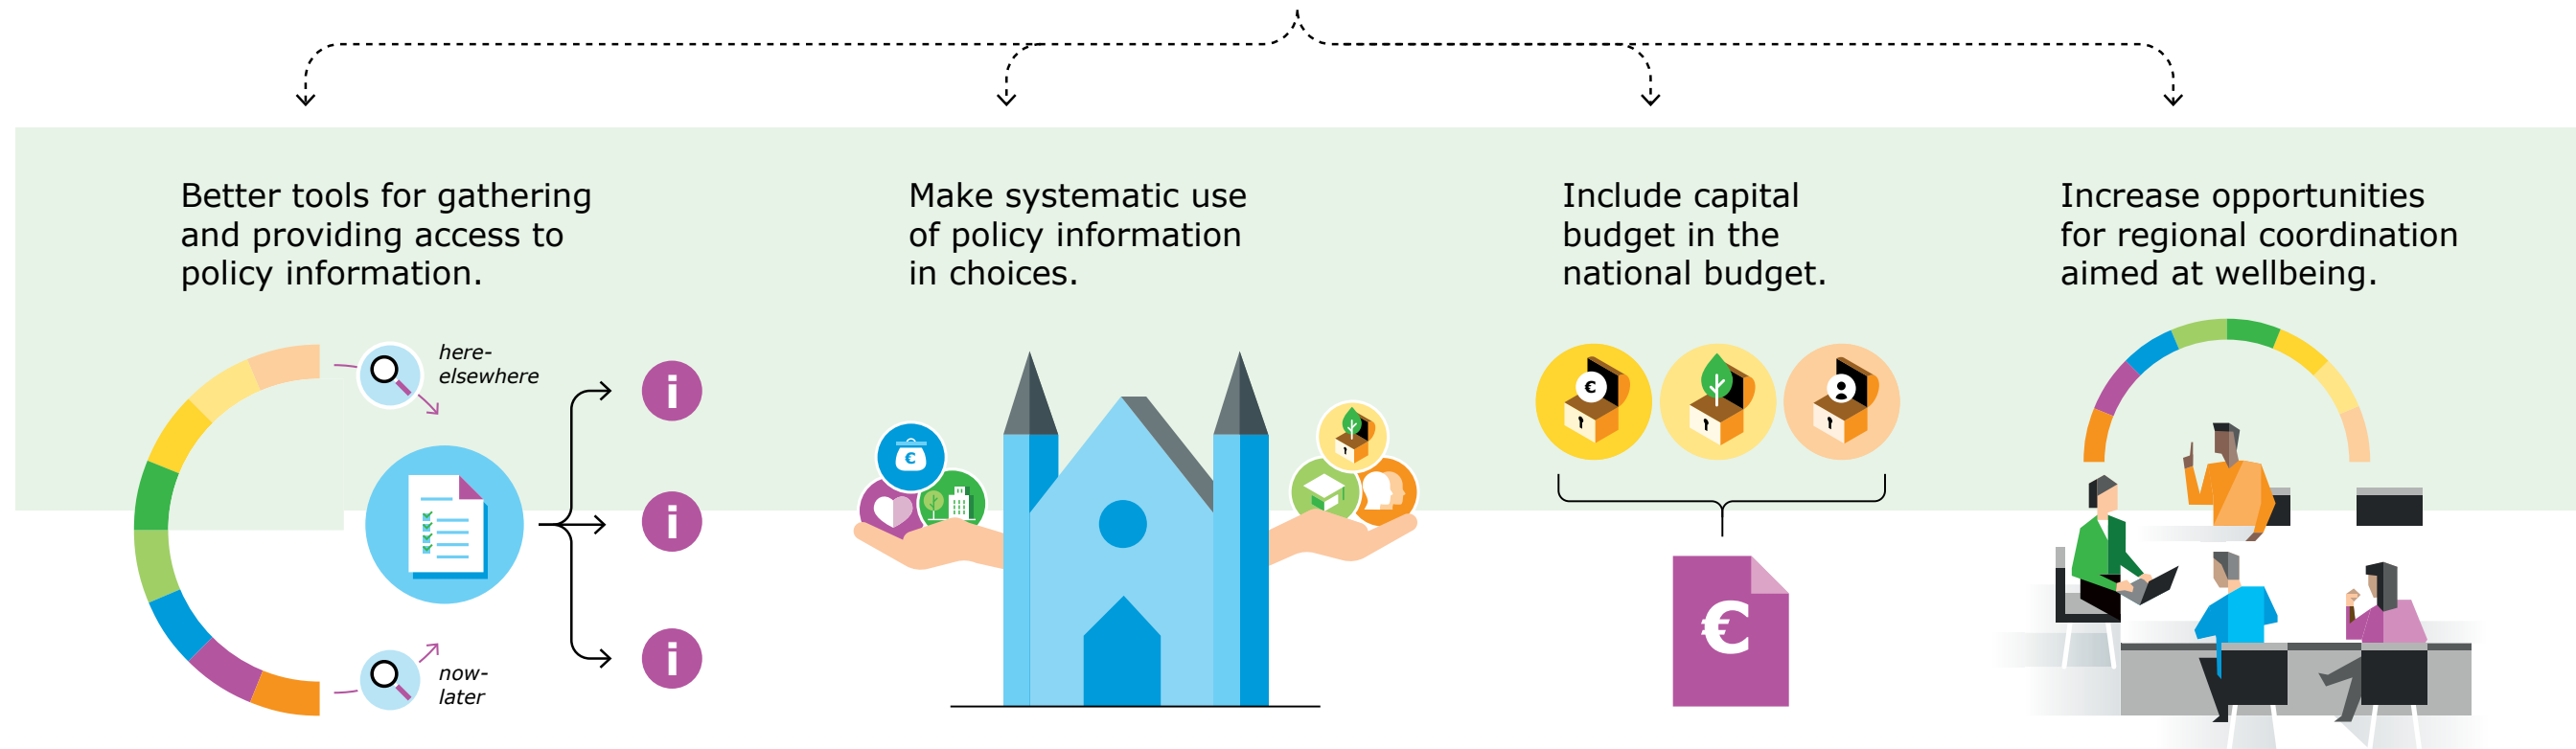 Better tools for gathering
and providing access to
policy information.
here-
elsewhere
i
i
i
now-
later
Make systematic use
of policy information
in choices.
€
Include capital
budget in the
national budget.
€
€
Increase opportunities
for regional coordination
aimed at wellbeing.